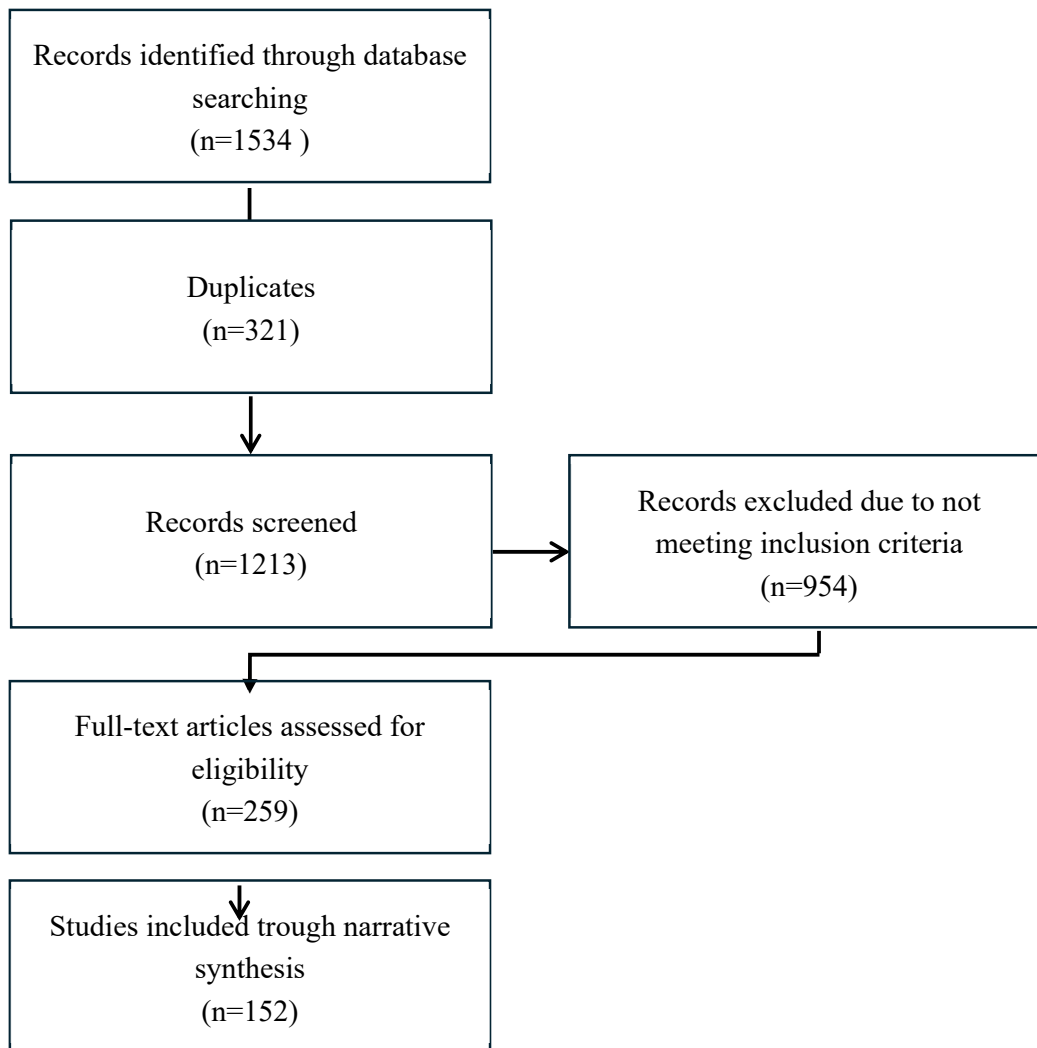 Records identified through database
searching
(n=1534 )
Duplicates
(n=321)
Records screened
(n=1213)
Records excluded due to not
meeting inclusion criteria
(n=954)
Full-text articles assessed for
eligibility
(n=259)
Studies included trough narrative
synthesis
(n=152)